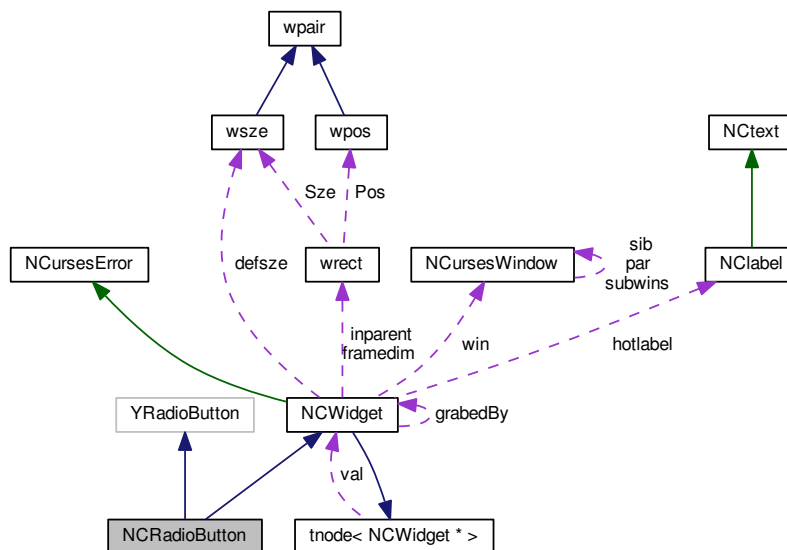 wpair
wsze
wpos
NCtext
Sze
Pos
NCursesError
defsze
wrect
NCursesWindow
sib
par
subwins
NClabel
inparent
framedim
win
hotlabel
YRadioButton
NCWidget
grabedBy
val
NCRadioButton
tnode< NCWidget * >